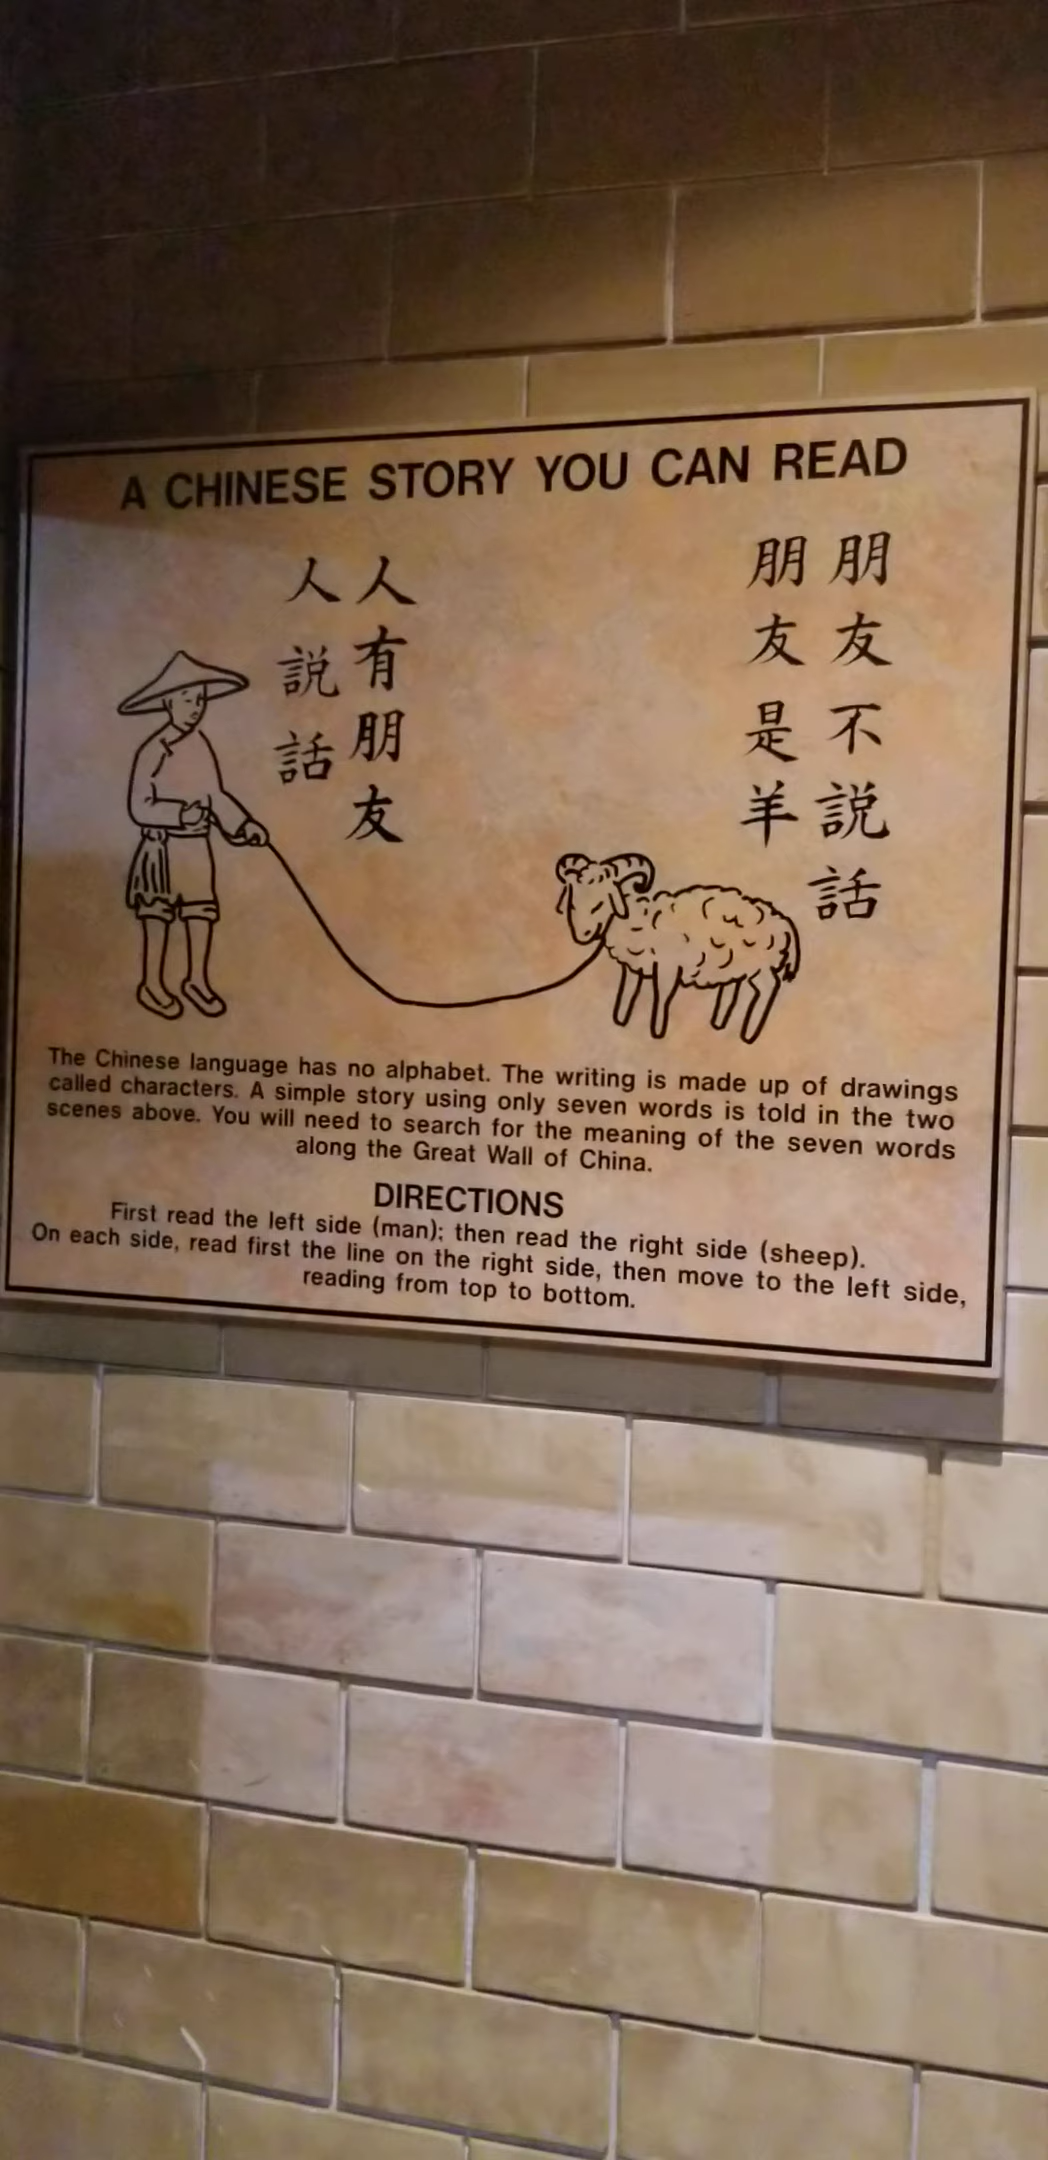 A CHINESE STORY YOU CAN READ
人有朋友
人説話
朋友不説話
朋友是羊
The Chinese language has no alphabet. The writing is made up of drawings
called characters. A simple story using only seven words is told in the two
scenes above. You will need to search for the meaning of the seven words
along the Great Wall of China.
DIRECTIONS
First read the left side (man); then read the right side (sheep).
On each side, read first the line on the right side, then move to the left side,
reading from top to bottom.